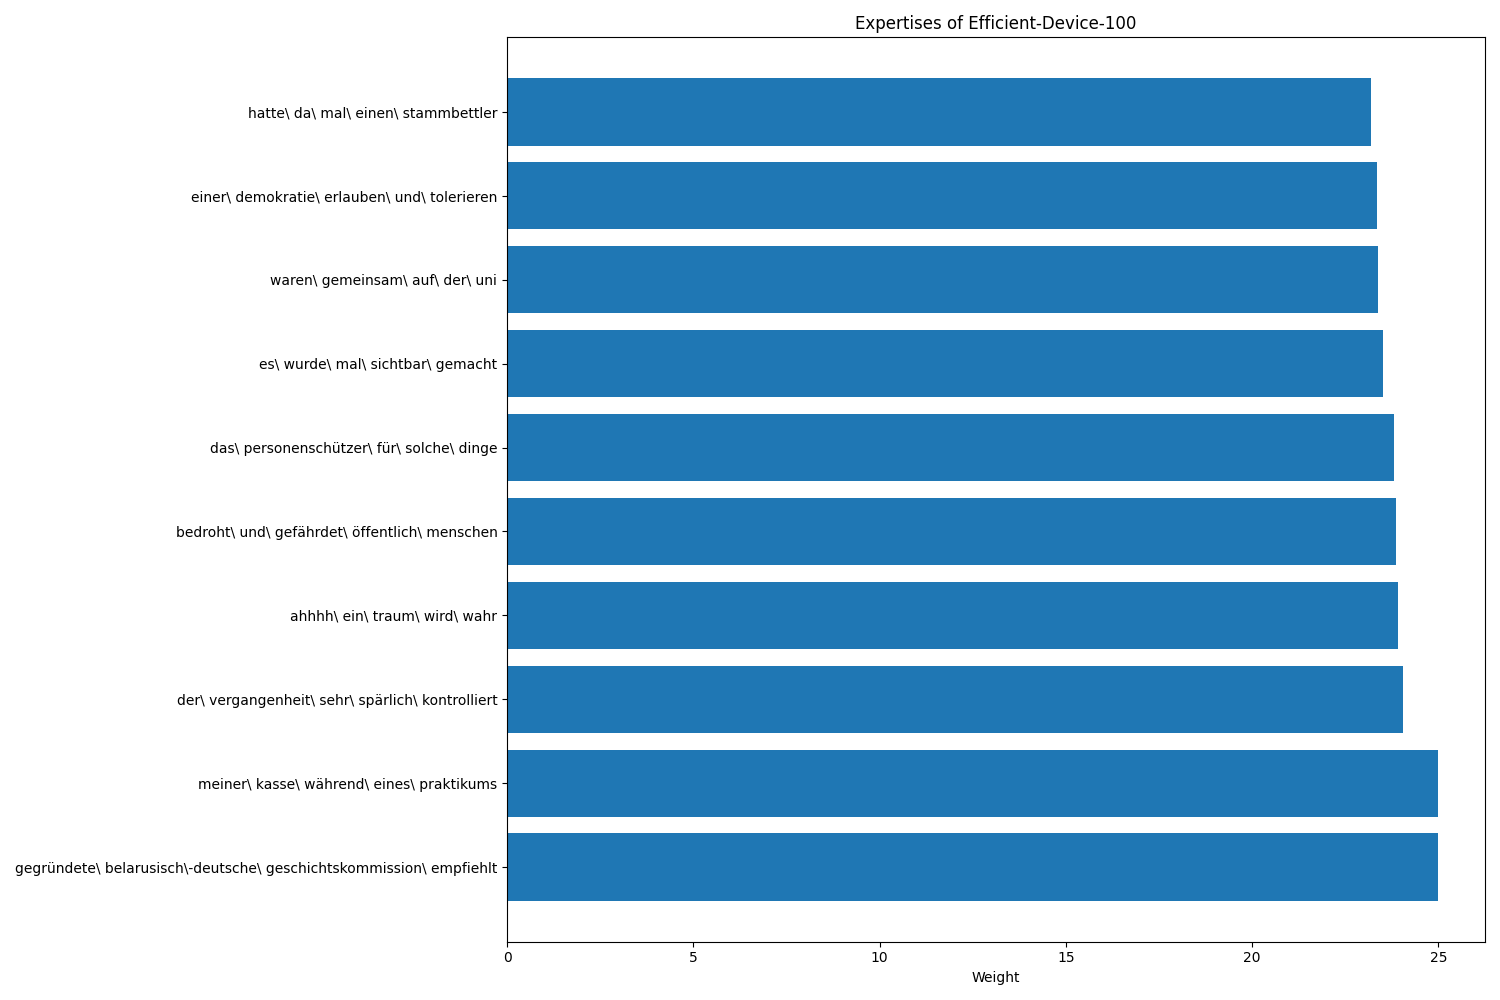 Expertises of Efficient-Device-100
hatte\ da\ mal\ einen\ stammbettler
einer\ demokratie\ erlauben\ und\ tolerieren
waren\ gemeinsam\ auf\ der\ uni
es\ wurde\ mal\ sichtbar\ gemacht
das\ personenschützer\ für\ solche\ dinge
bedroht\ und\ gefährdet\ öffentlich\ menschen
ahhhh\ ein\ traum\ wird\ wahr
der\ vergangenheit\ sehr\ spärlich\ kontrolliert
meiner\ kasse\ während\ eines\ praktikums
gegründete\ belarusisch\-deutsche\ geschichtskommission\ empfiehlt
0 5 10 15 20 25
Weight